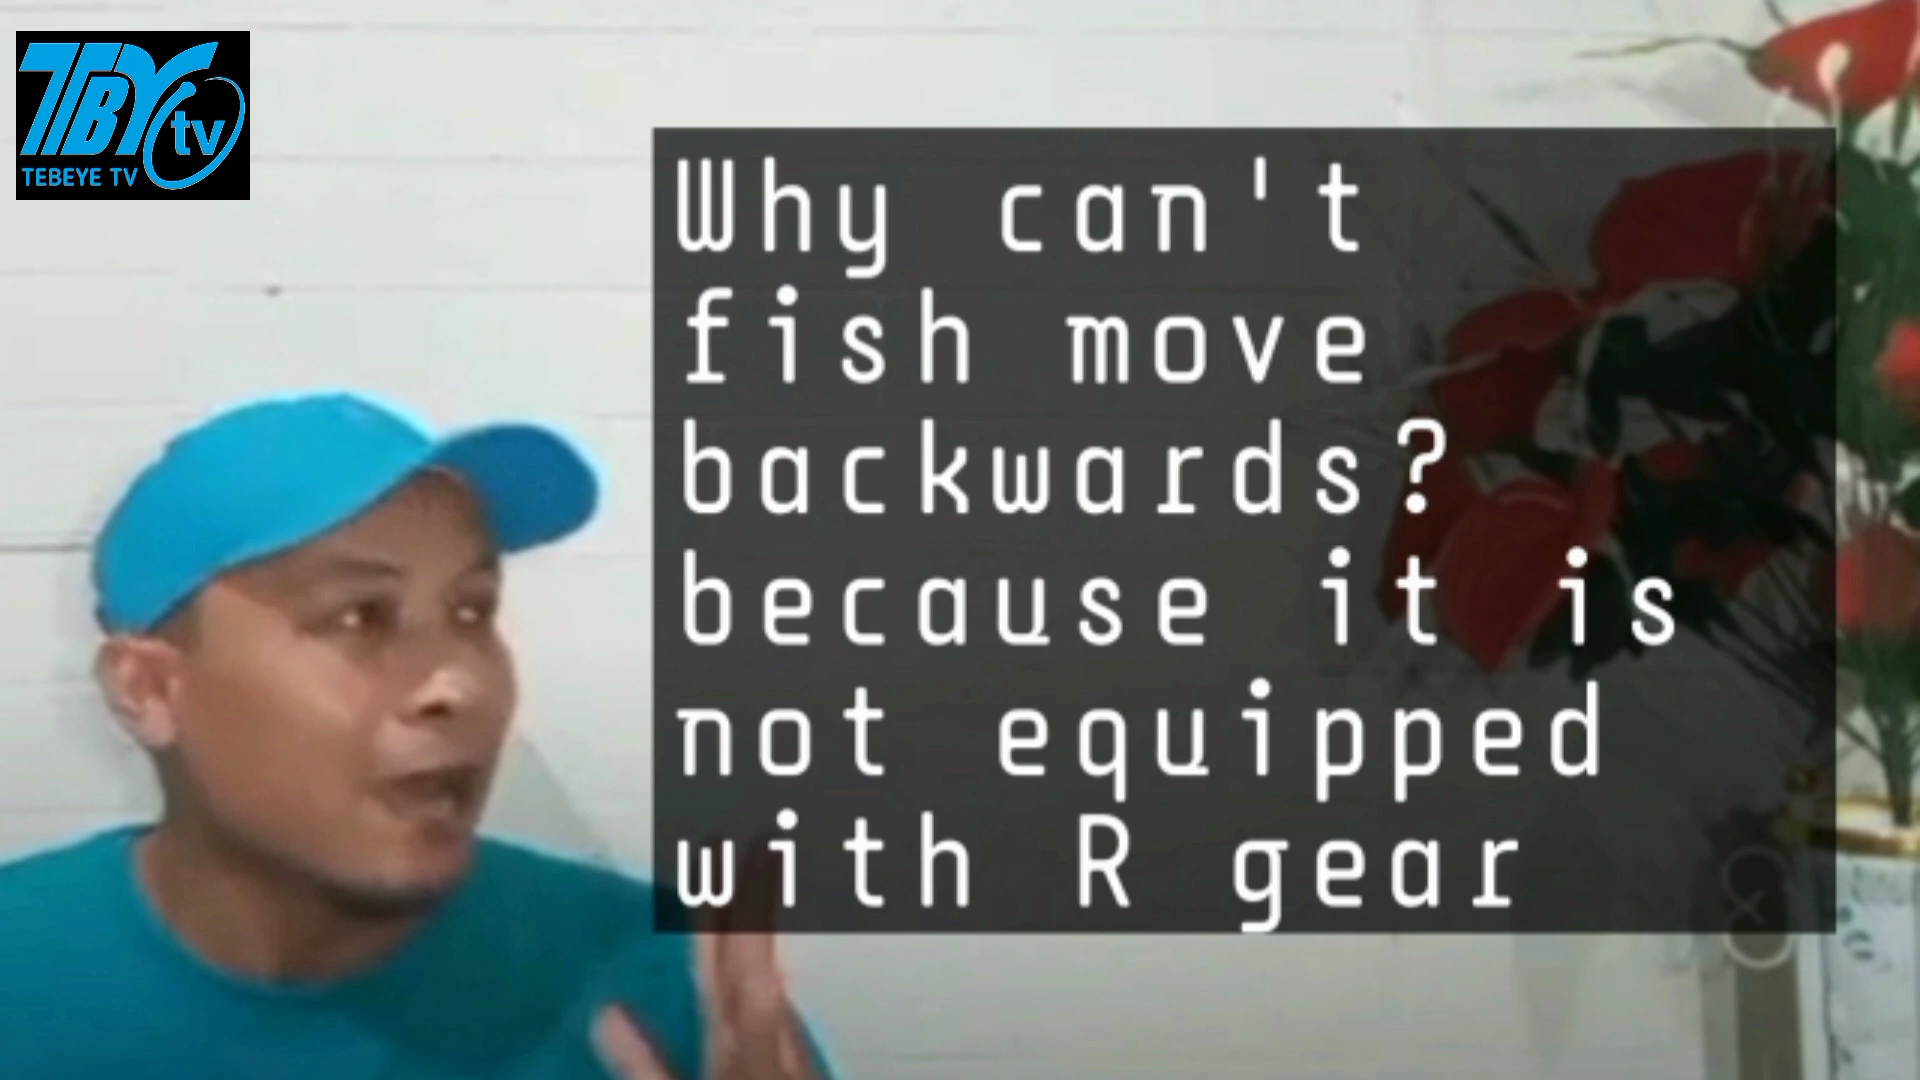 TBY tv
TEBEYE TV
Why can't
fish move
backwards?
because it is
not equipped
with R gear